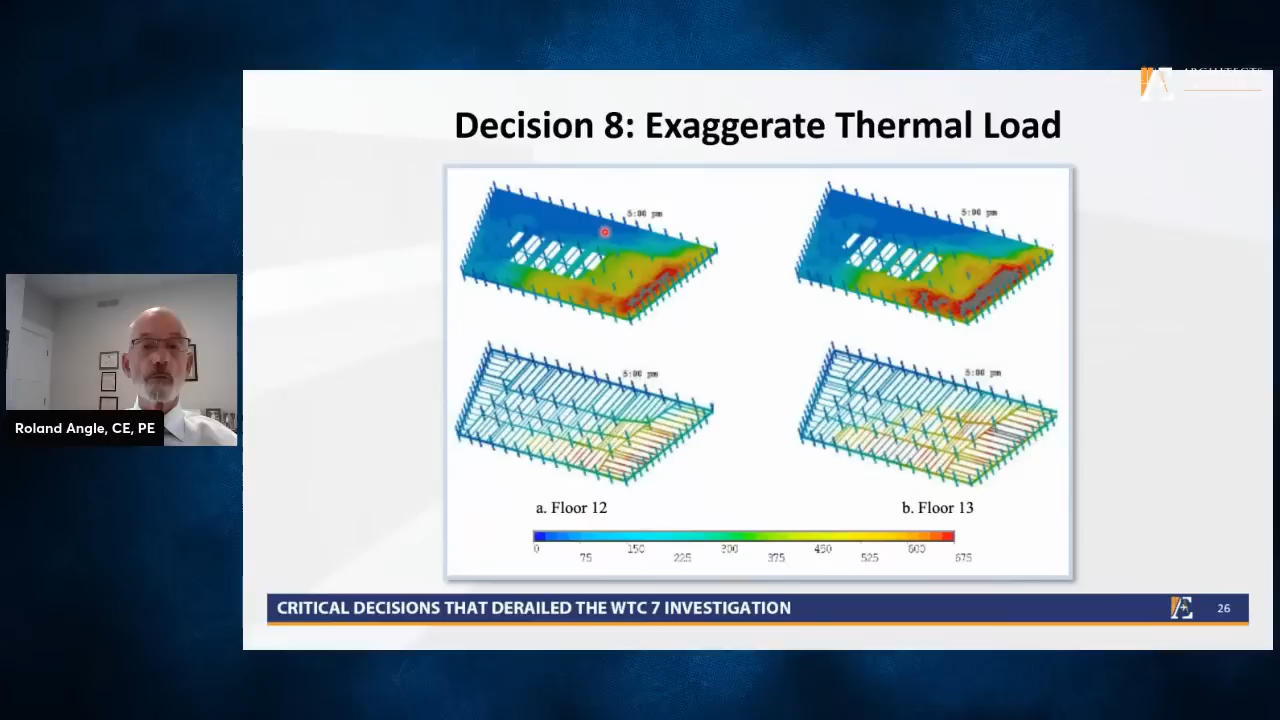 ARCHITECTS
Decision 8: Exaggerate Thermal Load
5:00 pm
5:00 pm
5:00 pm
5:00 pm
a. Floor 12
b. Floor 13
0
75
150
225
300
375
450
525
600
675
Roland Angle, CE, PE
CRITICAL DECISIONS THAT DERAILED THE WTC 7 INVESTIGATION
26